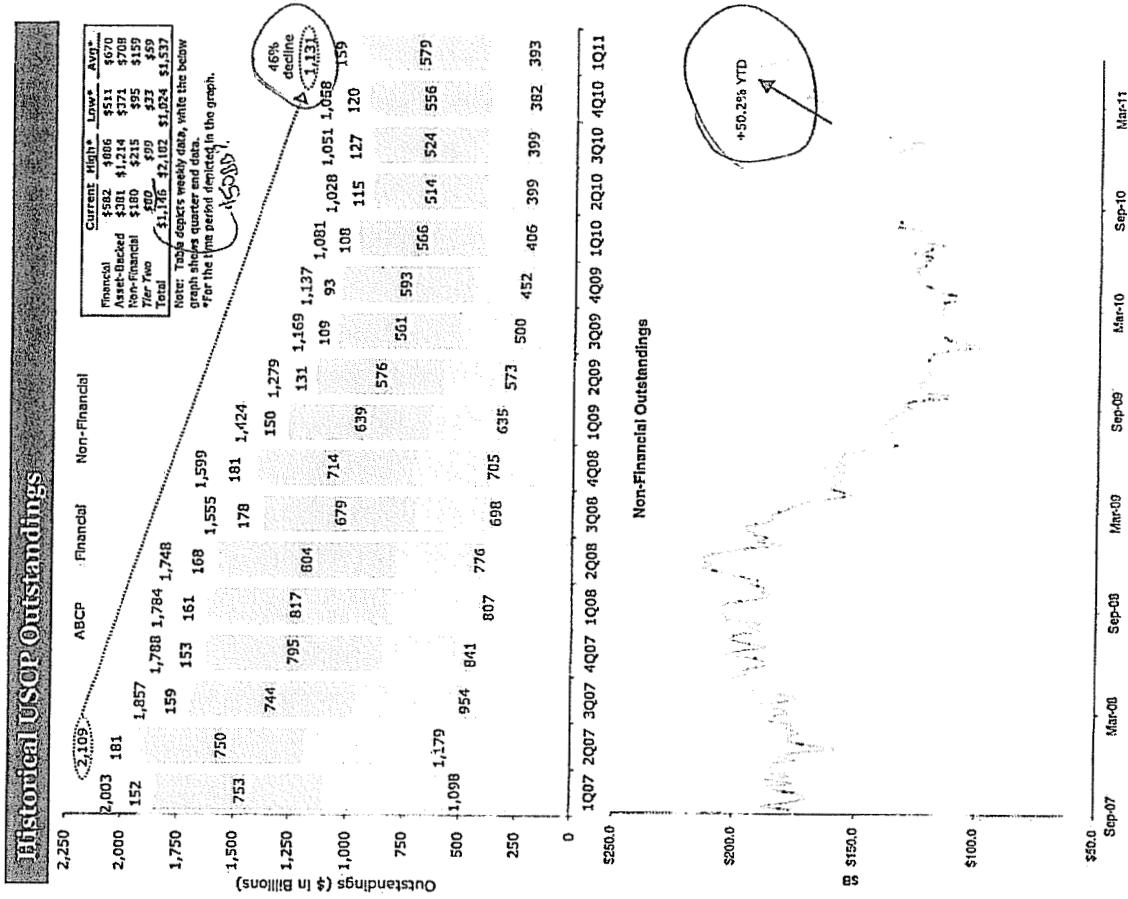 Historical USCP Outstandings
ABCP Financial Non-Financial
Current High* Low* Avg*
Financial $582 $806 $511 $670
Asset-Backed $381 $1,214 $371 $708
Non-Financial $180 $215 $95 $159
Tier Two $80 $99 $33 $59
Total $1,146 $2,102 $1,024 $1,537
Note: Table depicts weekly data, while the below
graph shows quarter end data.
*For the time period depicted in the graph.
46%
decline
Outstandings ($ In Billions)
2,250
2,000
1,750
1,500
1,250
1,000
750
500
250
0
2,003 2,109 1,857 1,788 1,784 1,748 1,555 1,599 1,424 1,279 1,169 1,137 1,081 1,028 1,051 1,058 1,131
152 181 159 153 161 168 178 181 150 131 109 93 108 115 127 120 159
753 750 744 795 817 804 679 714 639 576 561 593 566 514 524 556 579
1,098 1,179 954 841 807 776 698 705 635 573 500 452 406 399 399 382 393
1Q07 2Q07 3Q07 4Q07 1Q08 2Q08 3Q08 4Q08 1Q09 2Q09 3Q09 4Q09 1Q10 2Q10 3Q10 4Q10 1Q11
Non-Financial Outstandings
+50.2% YTD
$B
$250.0
$200.0
$150.0
$100.0
$50.0
Sep-07 Mar-08 Sep-08 Mar-09 Sep-09 Mar-10 Sep-10 Mar-11